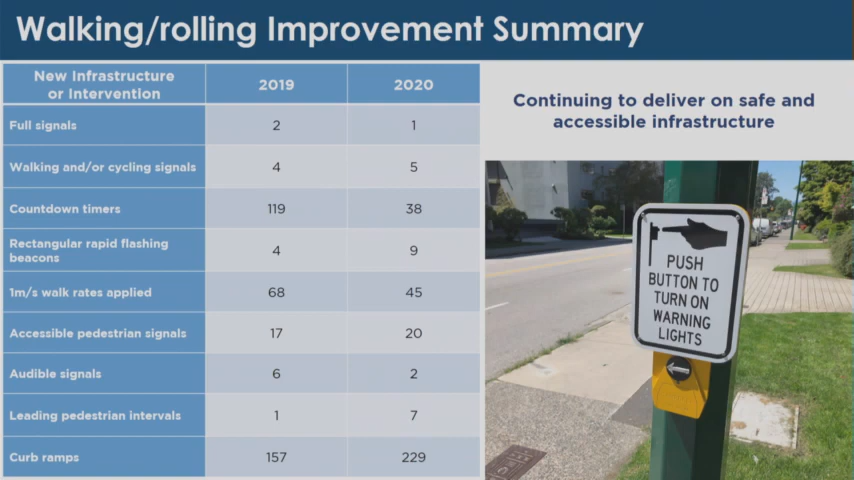 Walking/rolling Improvement Summary
New Infrastructure
or Intervention
2019
2020
Full signals
2
1
Walking and/or cycling signals
4
5
Countdown timers
119
38
Rectangular rapid flashing
beacons
4
9
1m/s walk rates applied
68
45
Accessible pedestrian signals
17
20
Audible signals
6
2
Leading pedestrian intervals
1
7
Curb ramps
157
229
Continuing to deliver on safe and
accessible infrastructure
PUSH
BUTTON TO
TURN ON
WARNING
LIGHTS